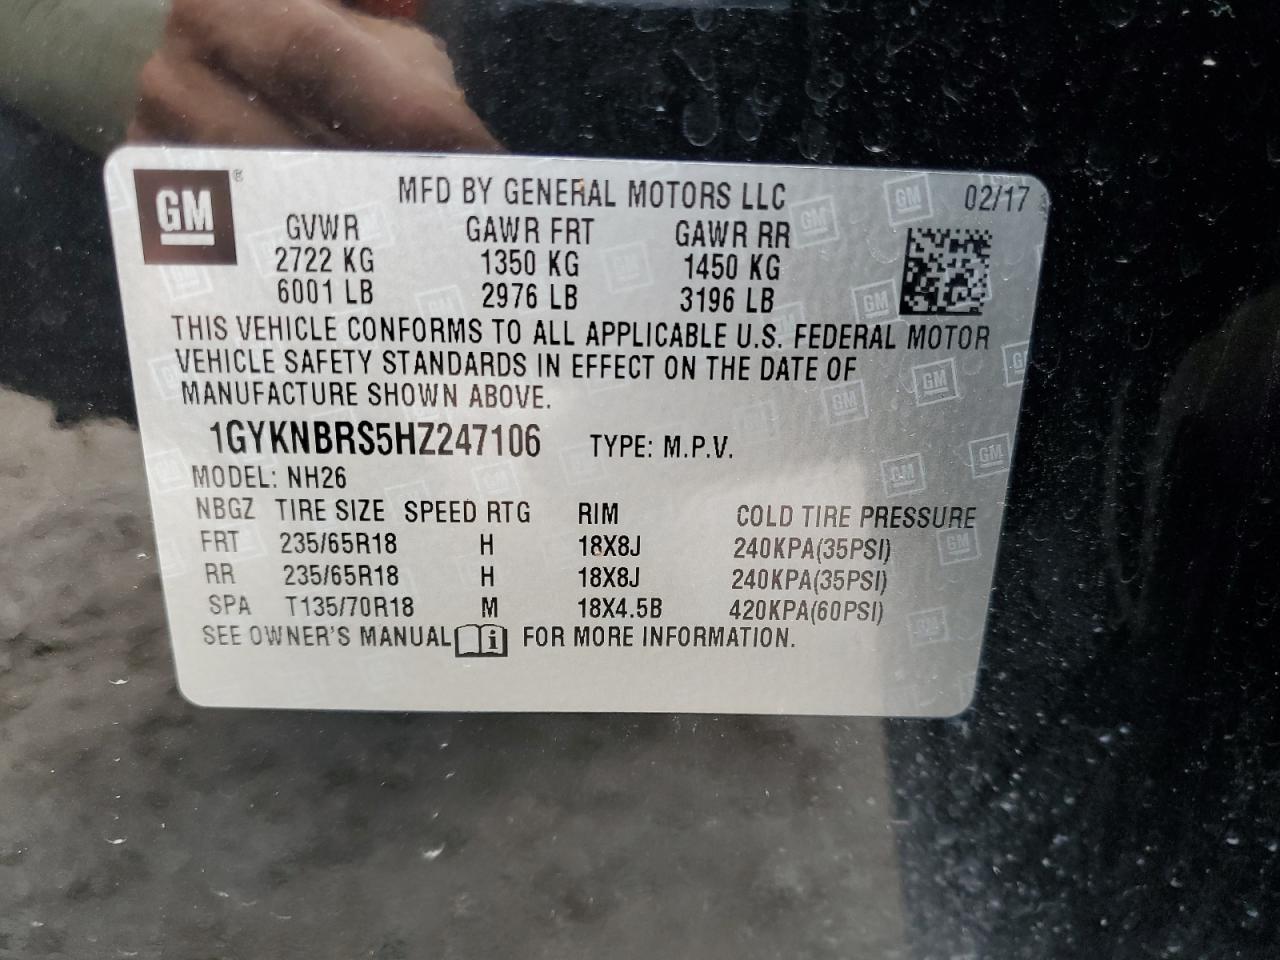 GM®
MFD BY GENERAL MOTORS LLC 02/17
GVWR GAWR FRT GAWR RR
2722 KG 1350 KG 1450 KG
6001 LB 2976 LB 3196 LB
THIS VEHICLE CONFORMS TO ALL APPLICABLE U.S. FEDERAL MOTOR
VEHICLE SAFETY STANDARDS IN EFFECT ON THE DATE OF
MANUFACTURE SHOWN ABOVE.
1GYKNBRS5HZ247106 TYPE: M.P.V.
MODEL: NH26
NBGZ TIRE SIZE SPEED RTG RIM COLD TIRE PRESSURE
FRT 235/65R18 H 18X8J 240KPA(35PSI)
RR 235/65R18 H 18X8J 240KPA(35PSI)
SPA T135/70R18 M 18X4.5B 420KPA(60PSI)
SEE OWNER'S MANUAL i FOR MORE INFORMATION.